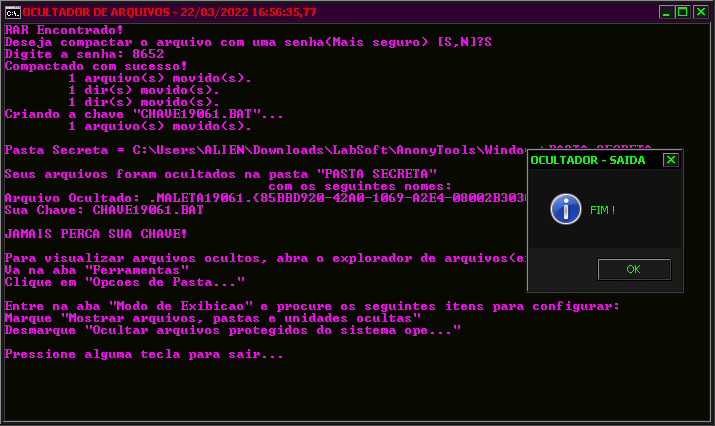 OCULTADOR DE ARQUIVOS - 22/03/2022 16:56:35,77
RAR Encontrado!
Deseja compactar o arquivo com uma senha(Mais seguro) [S,N]?S
Digite a senha: 8652
Compactado com sucesso!
1 arquivo(s) movido(s).
1 dir(s) movido(s).
1 dir(s) movido(s).
Criando a chave "CHAVE19061.BAT"...
1 arquivo(s) movido(s).
Pasta Secreta = C:\Users\ALIEN\Downloads\LabSoft\AnonyTools\Windows\PASTA SECRETA
Seus arquivos foram ocultados na pasta "PASTA SECRETA"
com os seguintes nomes:
Arquivo Ocultado: .MALETA19061.{85BBD920-42A0-1069-A2E4-08002B303
Sua Chave: CHAVE19061.BAT
JAMAIS PERCA SUA CHAVE!
Para visualizar arquivos ocultos, abra o explorador de arquivos(e
Va na aba "Ferramentas"
Clique em "Opcoes de Pasta..."
Entre na aba "Modo de Exibicao" e procure os seguintes itens para configurar:
Marque "Mostrar arquivos, pastas e unidades ocultas"
Desmarque "Ocultar arquivos protegidos do sistema ope..."
Pressione alguma tecla para sair...
OCULTADOR - SAIDA
FIM !
OK